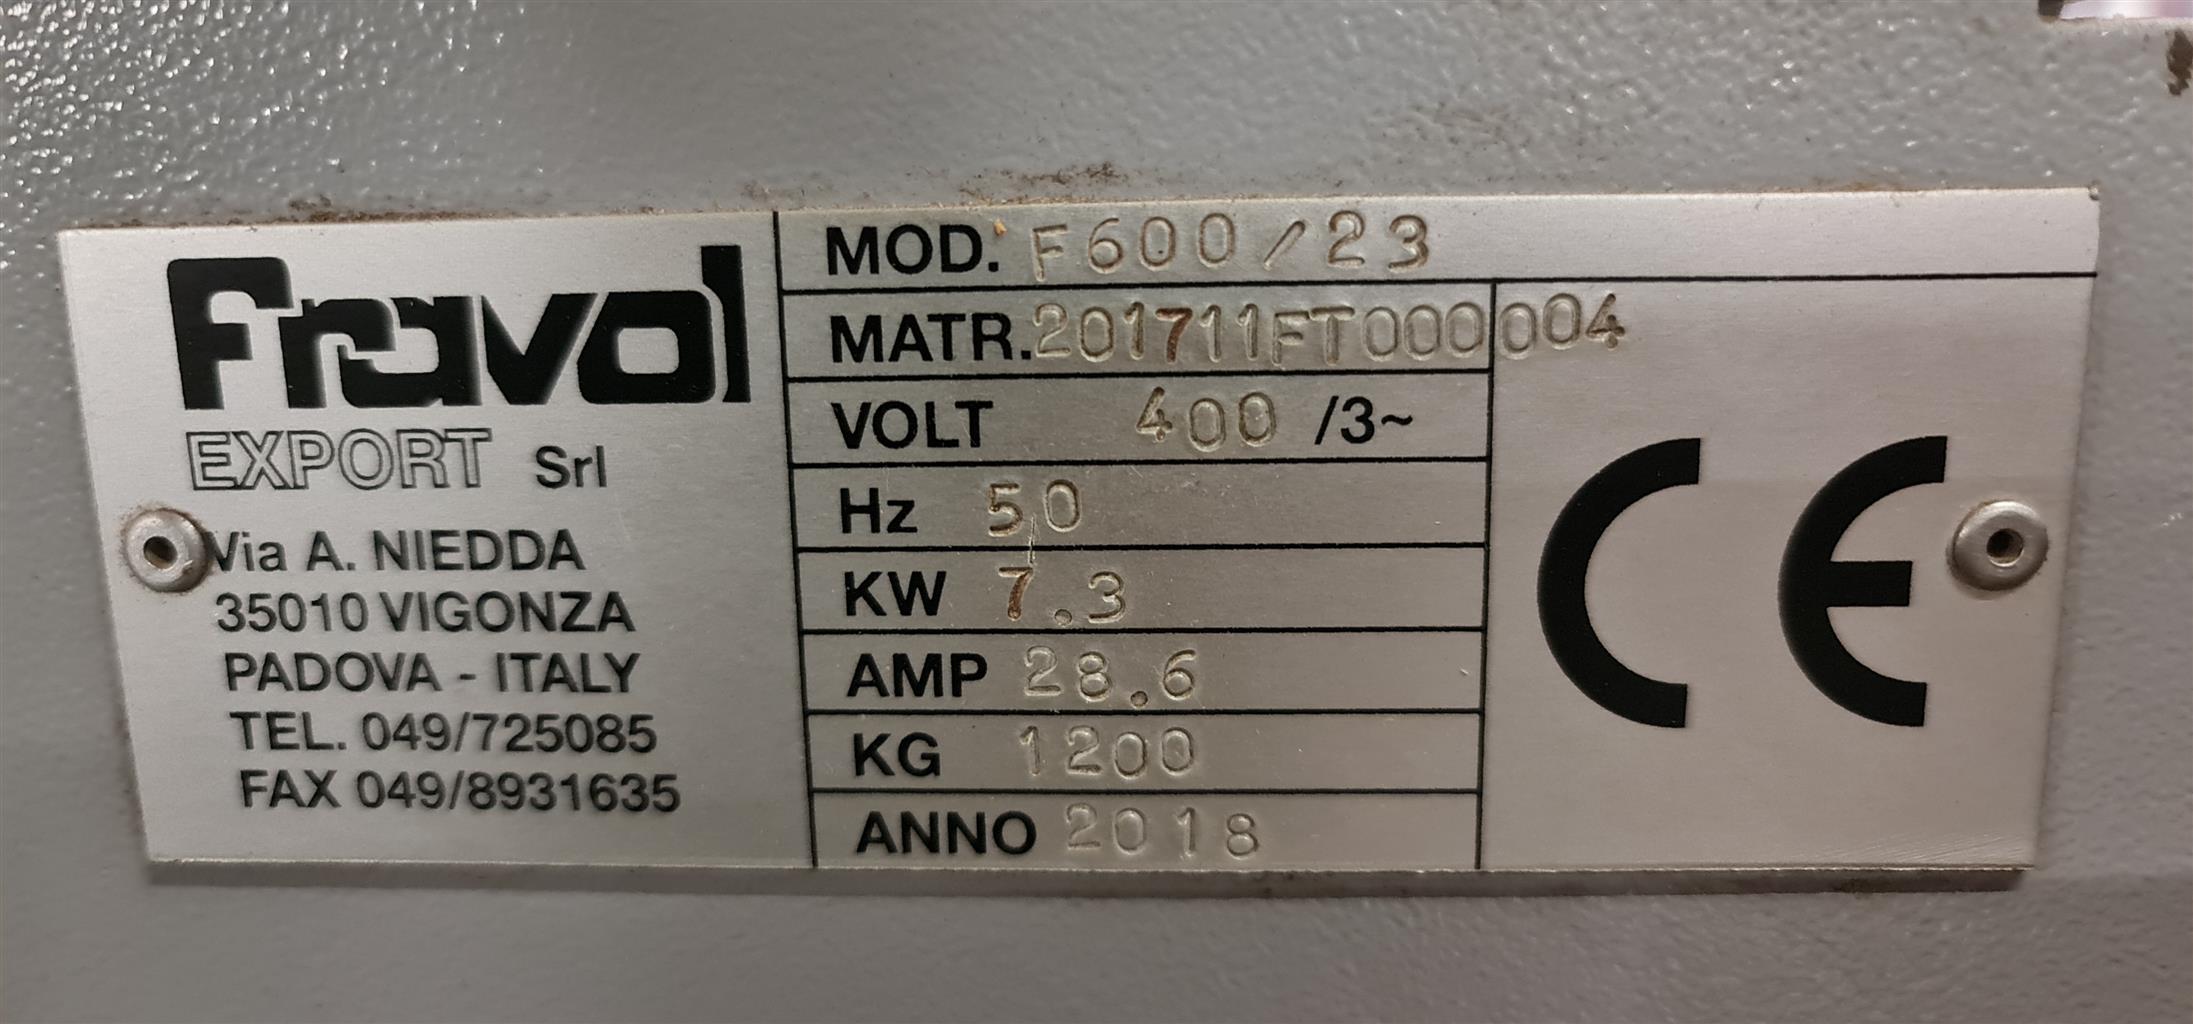 Fravol
EXPORT Srl
Via A. NIEDDA
35010 VIGONZA
PADOVA - ITALY
TEL. 049/725085
FAX 049/8931635
MOD. F600/23
MATR. 201711FT000004
VOLT 400 /3~
Hz 50
KW 7.3
AMP 28.6
KG 1200
ANNO 2018
CE